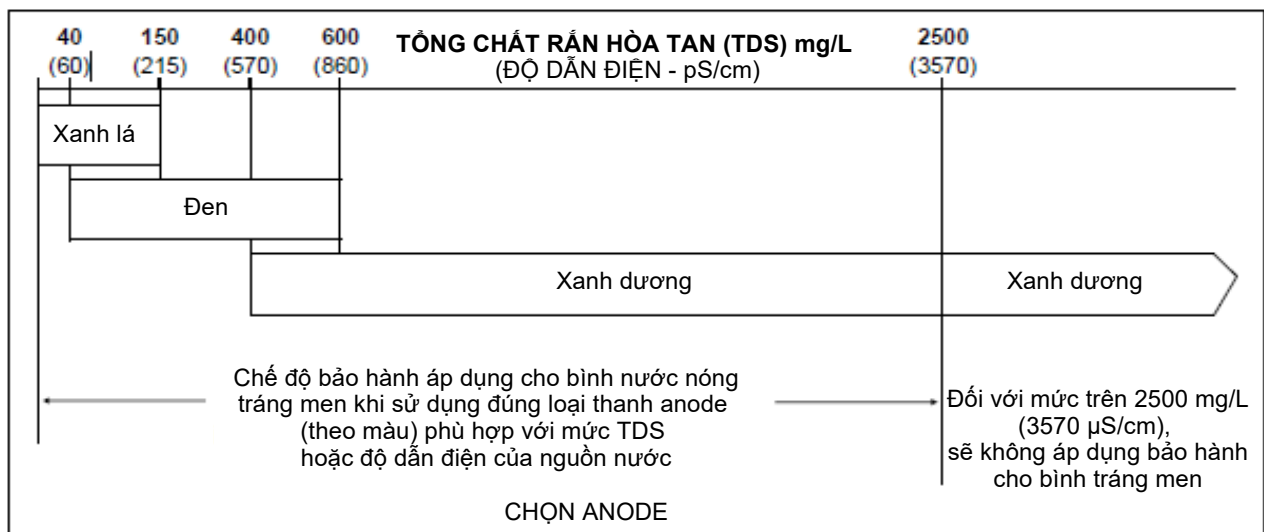 40 150 400 600 TỔNG CHẤT RẮN HÒA TAN (TDS) mg/L 2500
(60) (215) (570) (860) (ĐỘ DẪN ĐIỆN - pS/cm) (3570)
Xanh lá
Đen
Xanh dương Xanh dương
Chế độ bảo hành áp dụng cho bình nước nóng
tráng men khi sử dụng đúng loại thanh anode
(theo màu) phù hợp với mức TDS
hoặc độ dẫn điện của nguồn nước
Đối với mức trên 2500 mg/L
(3570 µS/cm),
sẽ không áp dụng bảo hành
cho bình tráng men
CHỌN ANODE